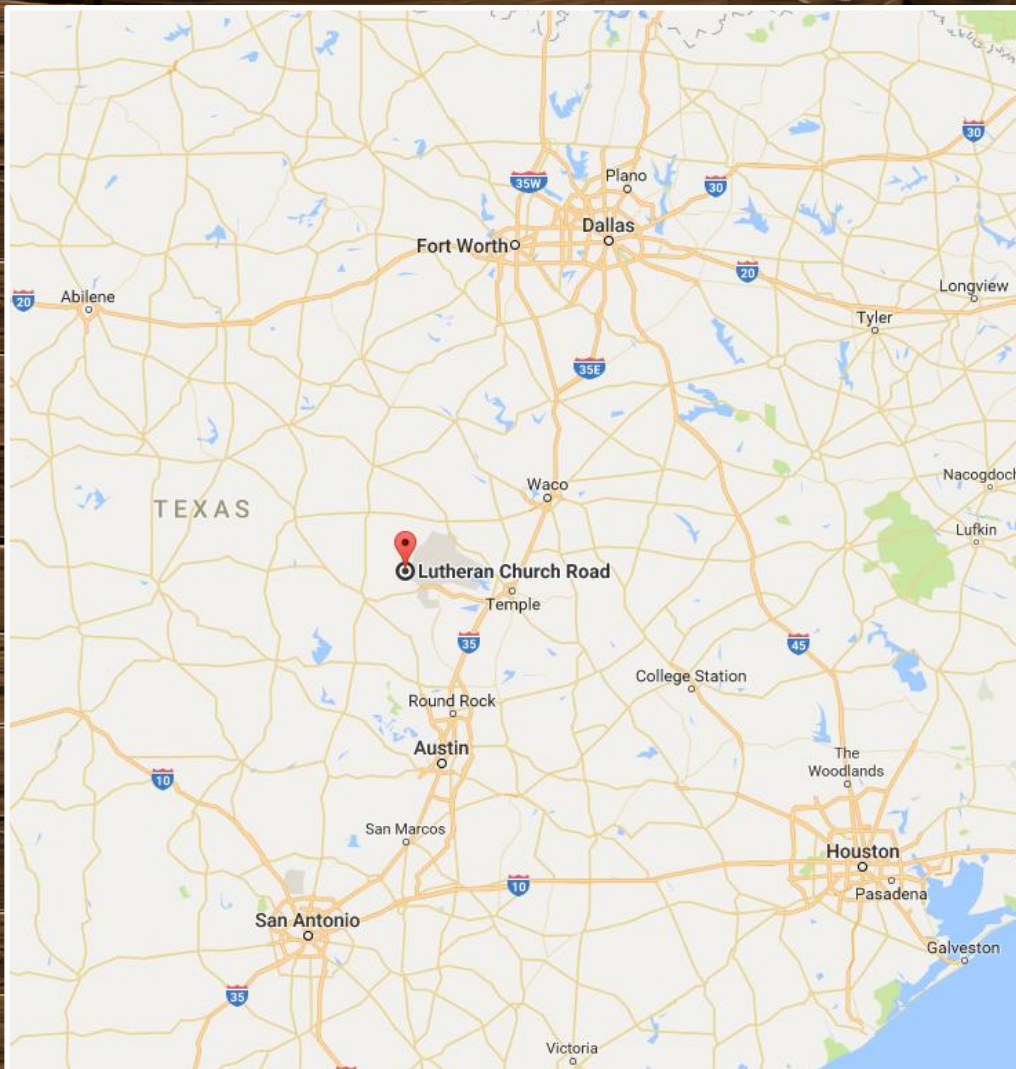 30
Plano
35W
30
Dallas
Fort Worth
20
Longview
20
Abilene
Tyler
35E
Nacogdoch
Waco
TEXAS
Lufkin
Lutheran Church Road
Temple
35
45
College Station
Round Rock
Austin
The
Woodlands
10
San Marcos
Houston
10
Pasadena
San Antonio
Galveston
35
Victoria